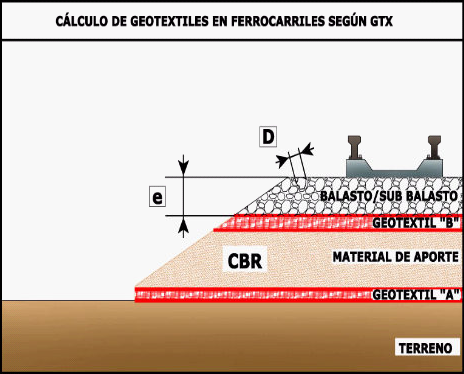 CÁLCULO DE GEOTEXTILES EN FERROCARRILES SEGÚN GTX
D
e
BALASTO/SUB BALASTO
GEOTEXTIL "B"
CBR
MATERIAL DE APORTE
GEOTEXTIL "A"
TERRENO